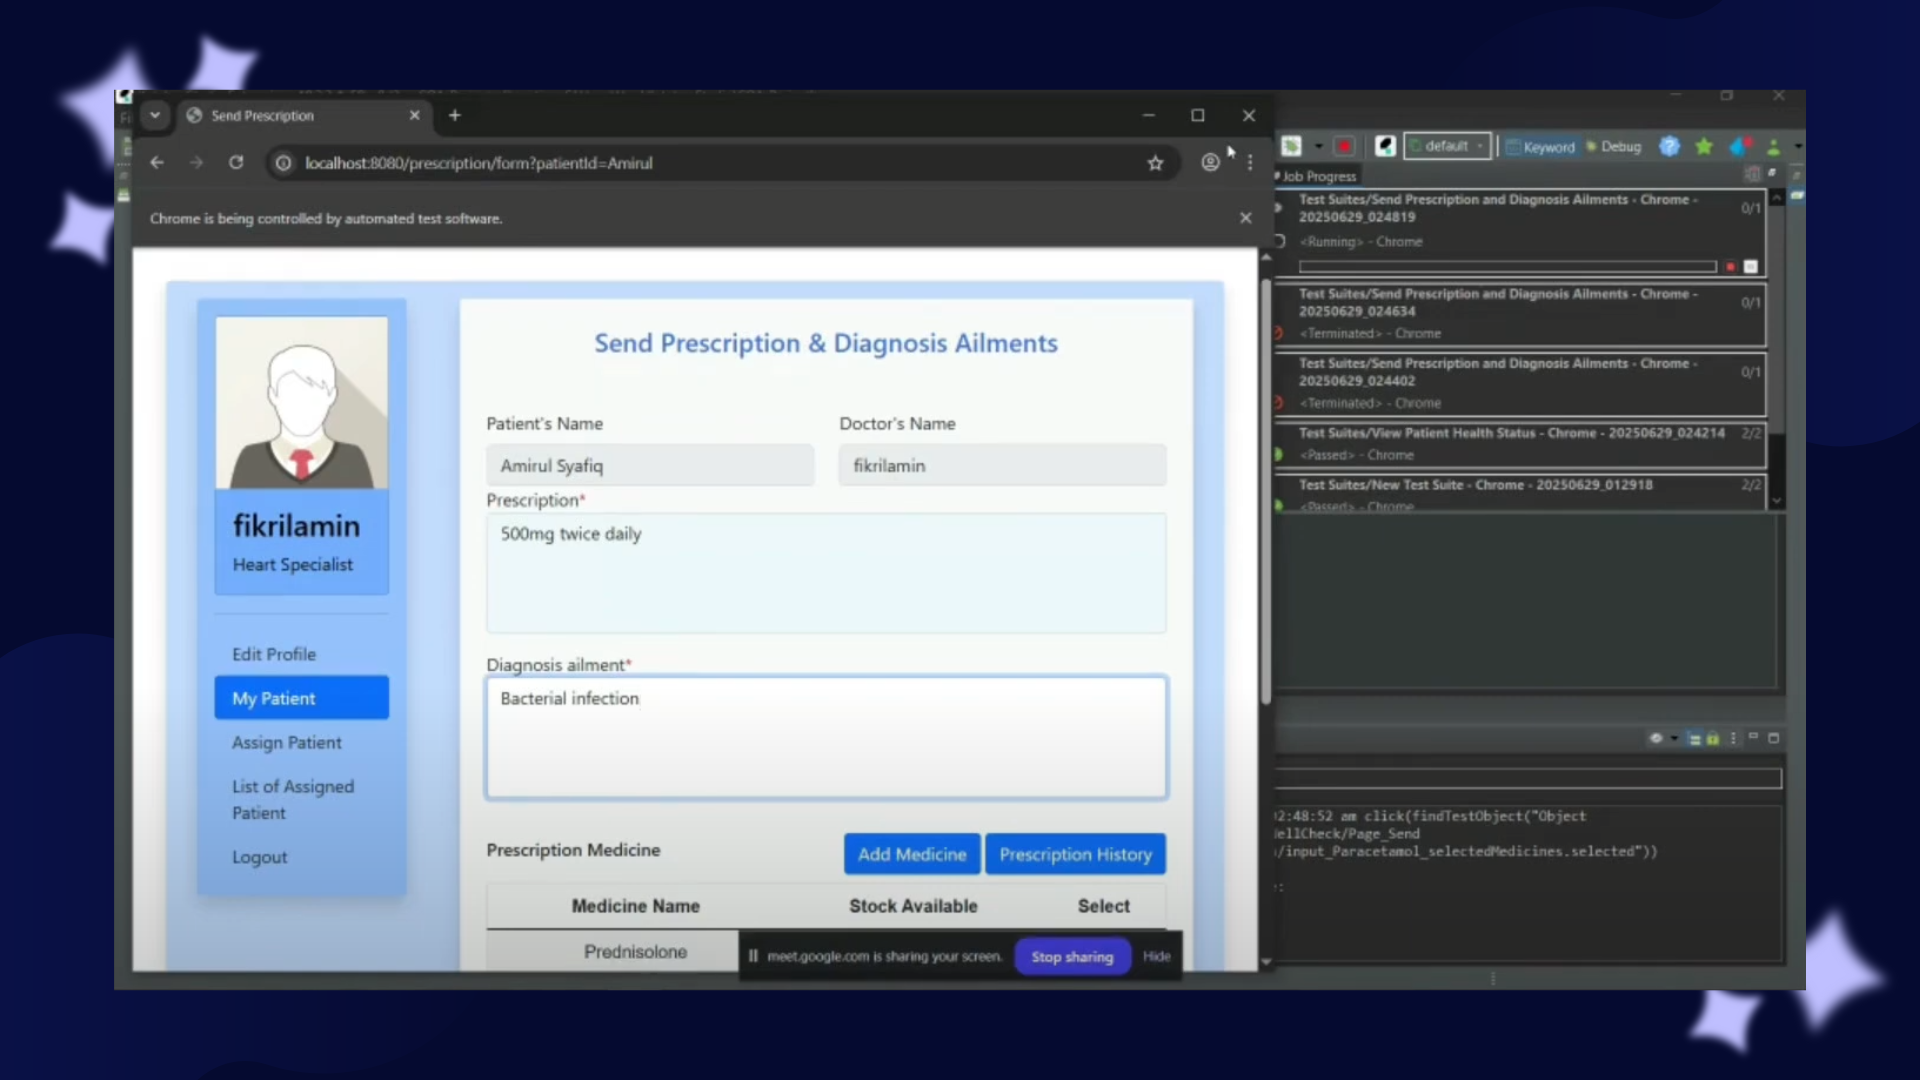 Send Prescription
localhost:8080/prescription/form?patientId=Amirul
Chrome is being controlled by automated test software.
fikrilamin
Heart Specialist
Edit Profile
My Patient
Assign Patient
List of Assigned
Patient
Logout
Send Prescription & Diagnosis Ailments
Patient's Name
Doctor's Name
Amirul Syafiq
fikrilamin
Prescription*
500mg twice daily
Diagnosis ailment*
Bacterial infection
Prescription Medicine
Add Medicine
Prescription History
Medicine Name
Stock Available
Select
Prednisolone
meet.google.com is sharing your screen.
Stop sharing
Hide
default
Keyword
Debug
Job Progress
Test Suites/Send Prescription and Diagnosis Ailments - Chrome -
20250629_024819
0/1
<Running> - Chrome
Test Suites/Send Prescription and Diagnosis Ailments - Chrome -
20250629_024634
0/1
<Terminated> - Chrome
Test Suites/Send Prescription and Diagnosis Ailments - Chrome -
20250629_024402
0/1
<Terminated> - Chrome
Test Suites/View Patient Health Status - Chrome - 20250629_024214
2/2
<Passed> - Chrome
Test Suites/New Test Suite - Chrome - 20250629_012918
2/2
<Passed> - Chrome
2:48:52 am click(findTestObject("Object
ellCheck/Page_Send
/input_Paracetamol_selectedMedicines.selected"))